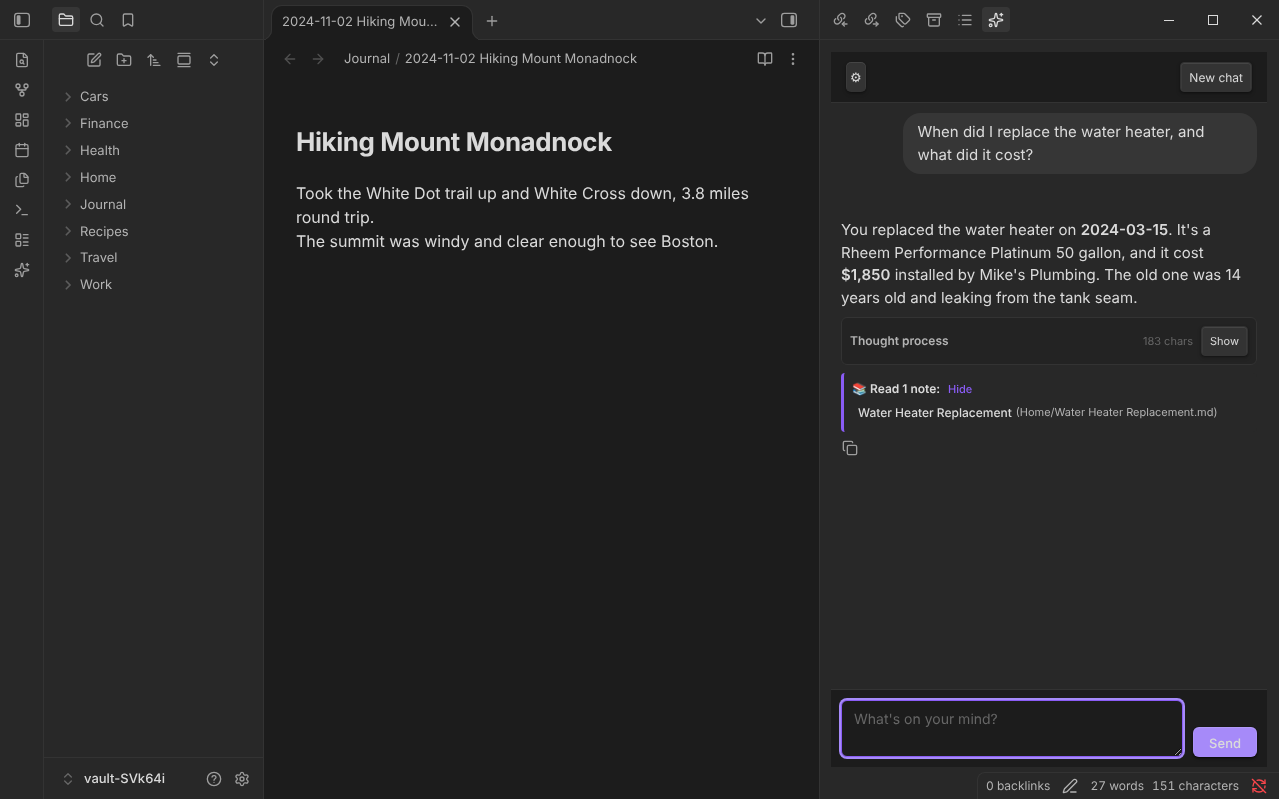 2024-11-02 Hiking Mou...
Journal / 2024-11-02 Hiking Mount Monadnock
Cars
Finance
Health
Home
Journal
Recipes
Travel
Work
vault-SVk64i
Hiking Mount Monadnock
Took the White Dot trail up and White Cross down, 3.8 miles
round trip.
The summit was windy and clear enough to see Boston.
New chat
When did I replace the water heater, and
what did it cost?
You replaced the water heater on 2024-03-15. It's a
Rheem Performance Platinum 50 gallon, and it cost
$1,850 installed by Mike's Plumbing. The old one was 14
years old and leaking from the tank seam.
Thought process 183 chars Show
📚 Read 1 note: Hide
Water Heater Replacement (Home/Water Heater Replacement.md)
What's on your mind?
Send
0 backlinks 27 words 151 characters